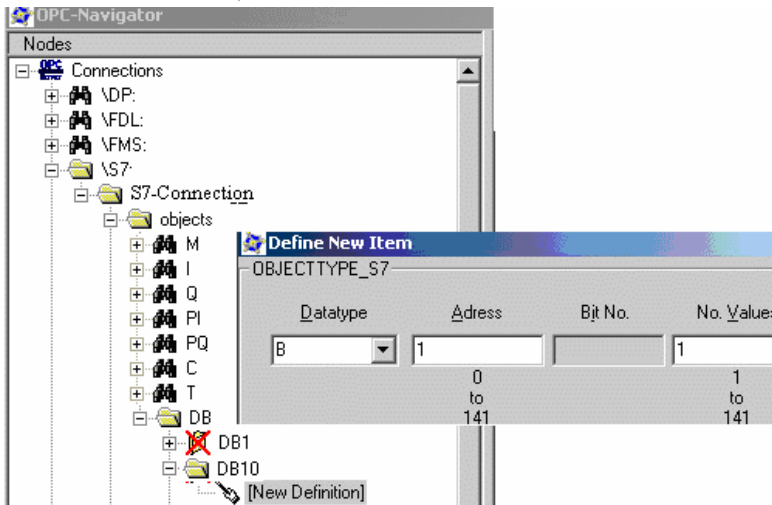 OPC-Navigator
Nodes
OPC
Connections
\DP:
\FDL:
\FMS:
\S7:
S7-Connection
objects
M
I
Q
PI
PQ
C
T
DB
DB1
DB10
[New Definition]
Define New Item
OBJECTTYPE_S7
Datatype Adress Bit No. No. Values
B 1 1
0 1
to to
141 141